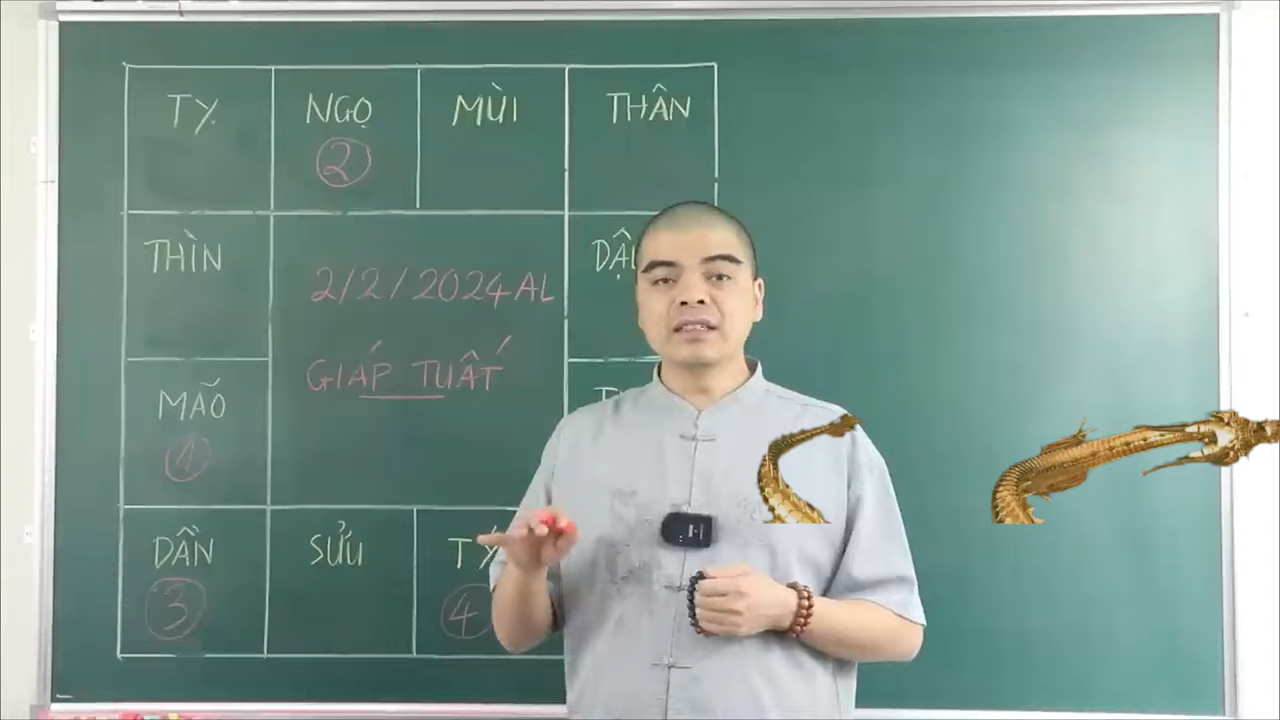 TỴ
NGỌ
MÙI
THÂN
2
THÌN
2/2/2024 AL
GIÁP TUẤT
MÃO
1
DẦN
SỬU
3
4